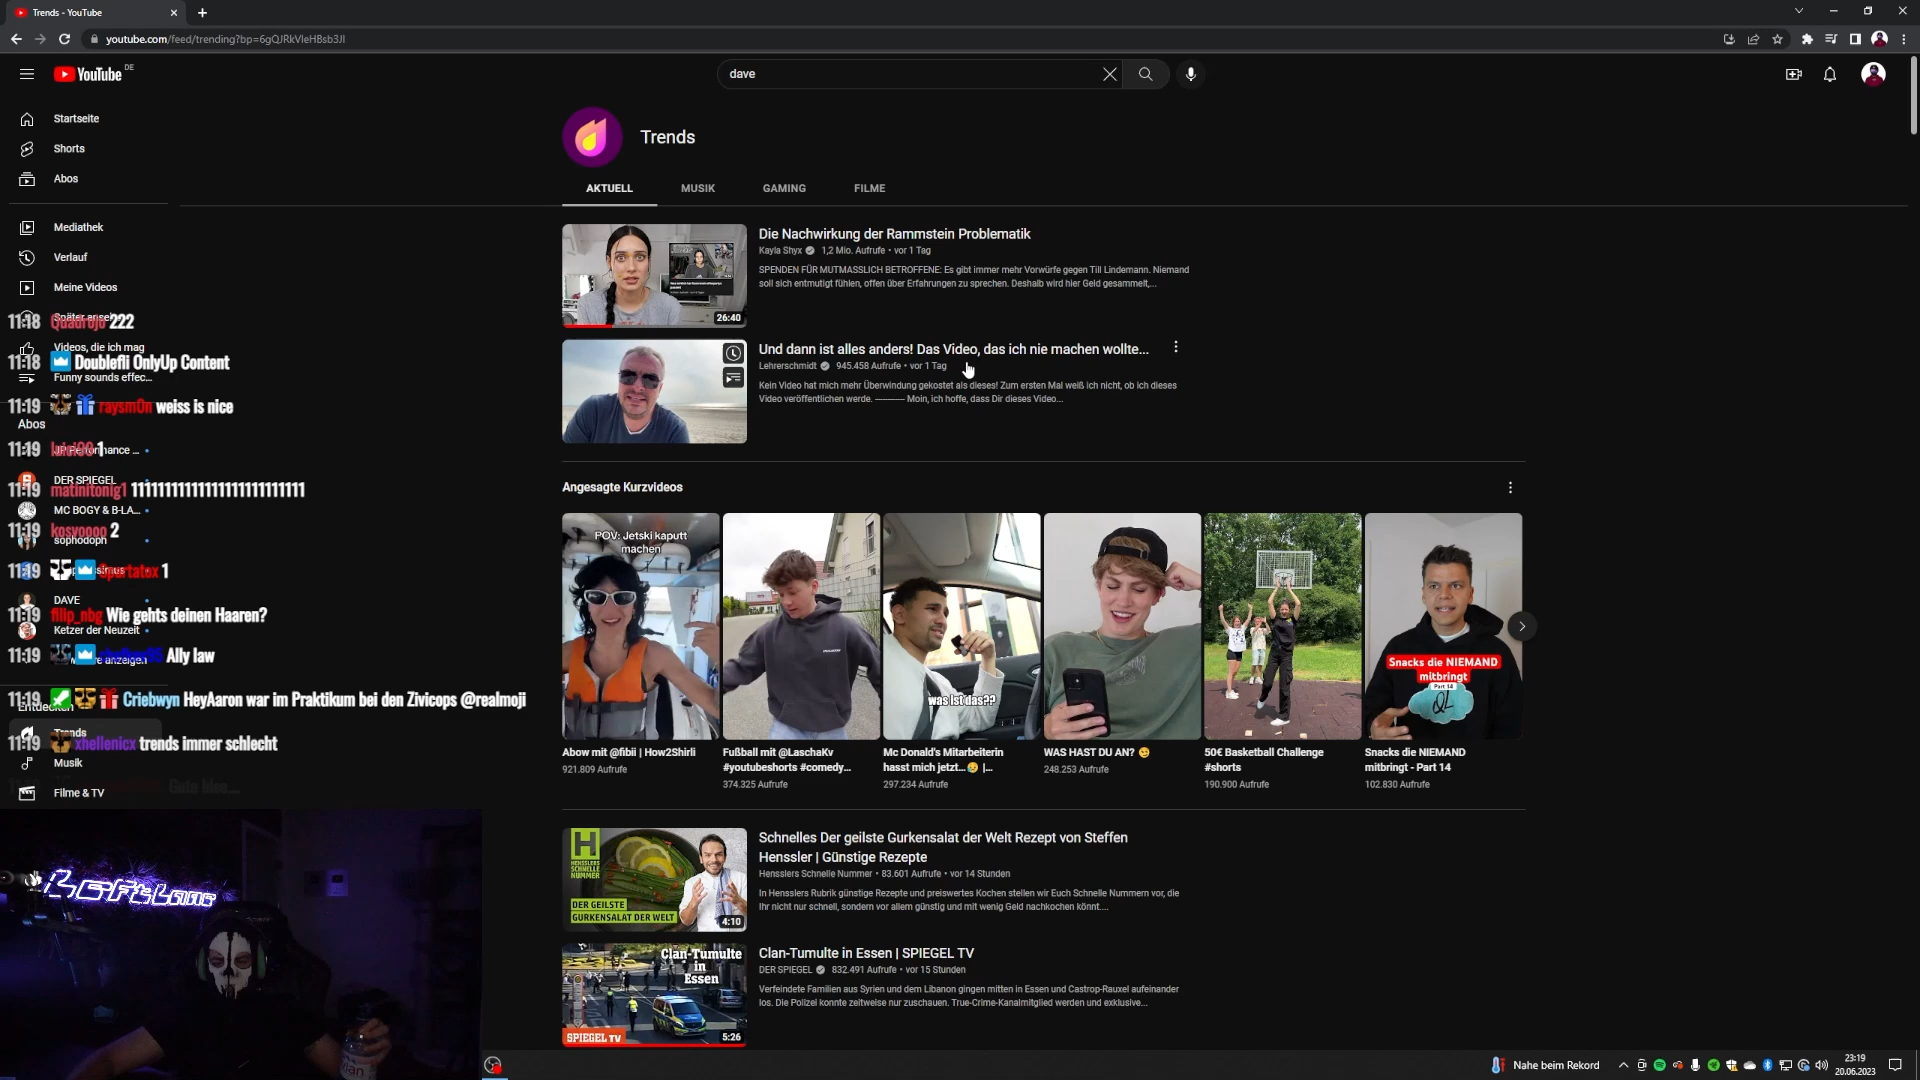 Trends - YouTube
youtube.com/feed/trending?bp=6gQJRkVleHBsb3Jl
YouTube DE
dave
Startseite
Shorts
Abos
Mediathek
Verlauf
Meine Videos
Videos, die ich mag
Funny sounds effec...
Abos
DER SPIEGEL
MC BOGY & B-LA...
sophodoph
DAVE
Ketzer der Neuzeit
Trends
Musik
Filme & TV
11:18 Quadrojo 222
11:18 Doublefli OnlyUp Content
11:19 raysm0n weiss is nice
11:19 1
11:19 matinitonig1 1111111111111111111111111
11:19 kosyoooo 2
11:19 Spartatox 1
11:19 filip_nbg Wie gehts deinen Haaren?
11:19 Ally law
11:19 Criebwyn HeyAaron war im Praktikum bei den Zivicops @realmoji
11:19 xhellenicx trends immer schlecht
Trends
AKTUELL
MUSIK
GAMING
FILME
26:40
Die Nachwirkung der Rammstein Problematik
Kayla Shyx 1,2 Mio. Aufrufe • vor 1 Tag
SPENDEN FÜR MUTMASSLICH BETROFFENE: Es gibt immer mehr Vorwürfe gegen Till Lindemann. Niemand
soll sich entmutigt fühlen, offen über Erfahrungen zu sprechen. Deshalb wird hier Geld gesammelt,...
Und dann ist alles anders! Das Video, das ich nie machen wollte...
Lehrerschmidt 945.458 Aufrufe • vor 1 Tag
Kein Video hat mich mehr Überwindung gekostet als dieses! Zum ersten Mal weiß ich nicht, ob ich dieses
Video veröffentlichen werde. ———— Moin, ich hoffe, dass Dir dieses Video...
Angesagte Kurzvideos
POV: Jetski kaputt
machen
was ist das??
Snacks die NIEMAND
mitbringt
Part 14
Abow mit @fibii | How2Shirli
921.809 Aufrufe
Fußball mit @LaschaKv
#youtubeshorts #comedy...
374.325 Aufrufe
Mc Donald's Mitarbeiterin
hasst mich jetzt...😥 |...
297.234 Aufrufe
WAS HAST DU AN? 😏
248.253 Aufrufe
50€ Basketball Challenge
#shorts
190.900 Aufrufe
Snacks die NIEMAND
mitbringt - Part 14
102.830 Aufrufe
H
HENSSLERS
SCHNELLE
NUMMER
DER GEILSTE
GURKENSALAT DER WELT
4:10
Schnelles Der geilste Gurkensalat der Welt Rezept von Steffen
Henssler | Günstige Rezepte
Hensslers Schnelle Nummer • 83.601 Aufrufe • vor 14 Stunden
In Hensslers Rubrik günstige Rezepte und preiswertes Kochen stellen wir Euch Schnelle Nummern vor, die
Ihr nicht nur schnell, sondern vor allem günstig und mit wenig Geld nachkochen könnt....
Clan-Tumulte
in
Essen
SPIEGEL TV
5:26
Clan-Tumulte in Essen | SPIEGEL TV
DER SPIEGEL 832.491 Aufrufe • vor 15 Stunden
Verfeindete Familien aus Syrien und dem Libanon gingen mitten in Essen und Castrop-Rauxel aufeinander
los. Die Polizei konnte zeitweise nur zuschauen. True-Crime-Kanalmitglied werden und exklusive...
Nahe beim Rekord
23:19
20.06.2023